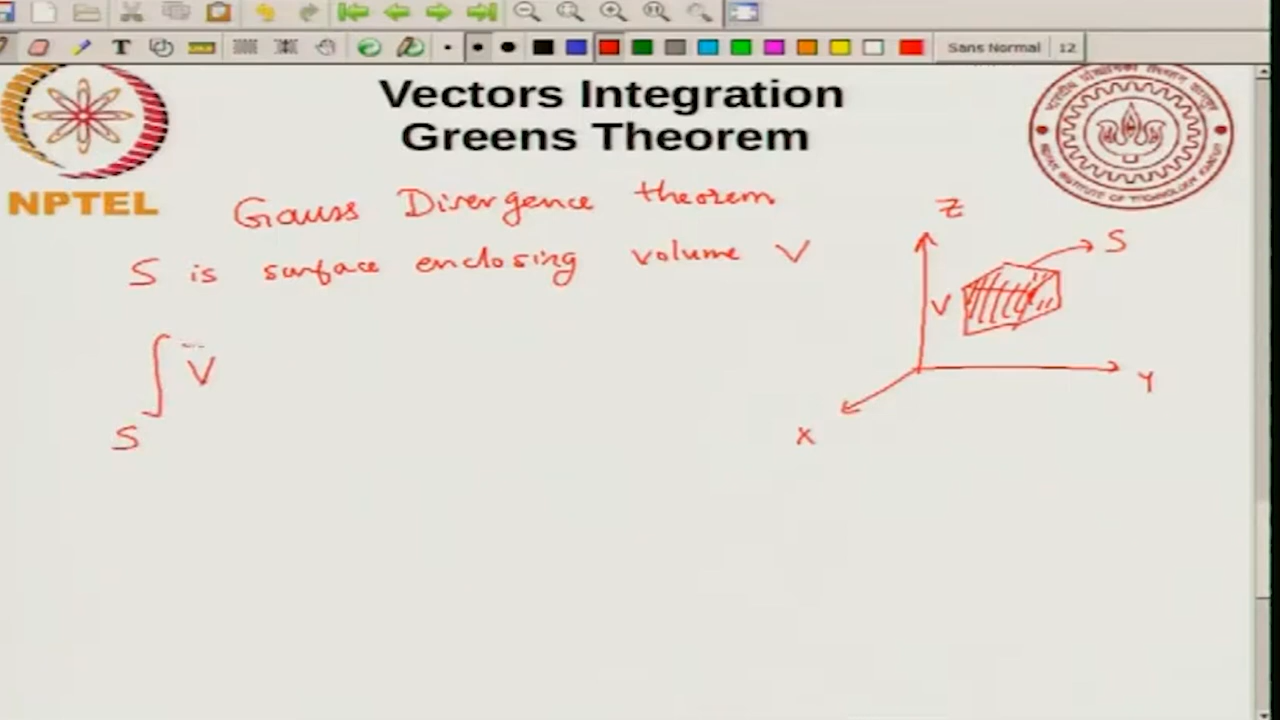 Sans Normal 12
Vectors Integration
Greens Theorem
NPTEL
Gauss Divergence theorem
S is surface enclosing volume V
Z
S
V
Y
X
∫ V
S